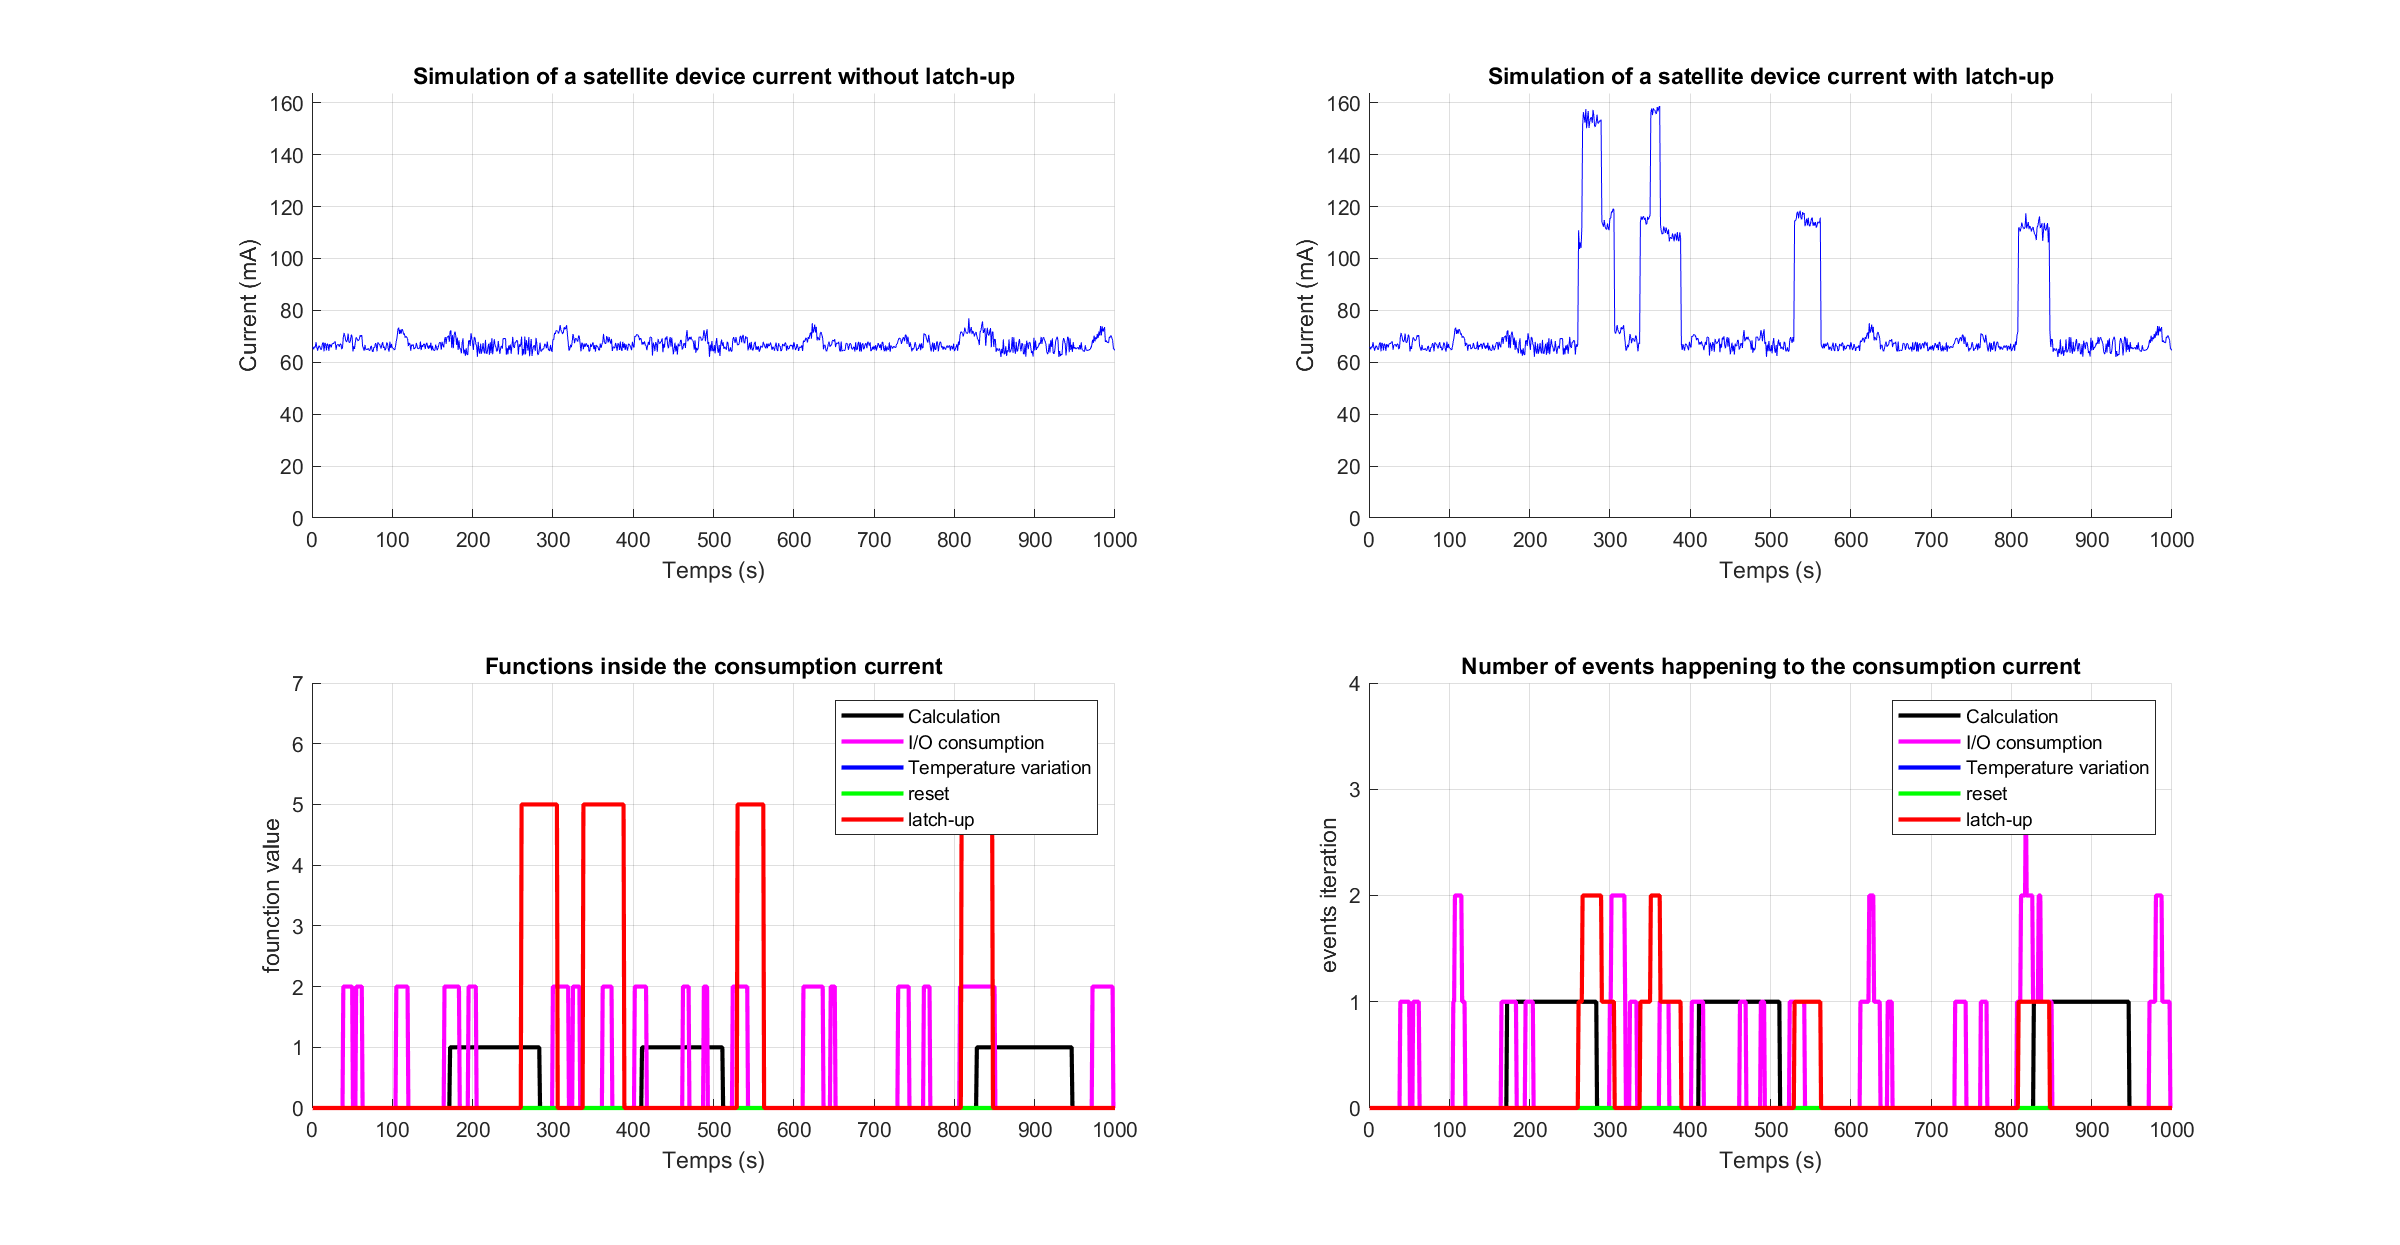 Simulation of a satellite device current without latch-up
160
140
120
100
80
60
40
20
0
Current (mA)
0 100 200 300 400 500 600 700 800 900 1000
Temps (s)
Simulation of a satellite device current with latch-up
160
140
120
100
80
60
40
20
0
Current (mA)
0 100 200 300 400 500 600 700 800 900 1000
Temps (s)
Functions inside the consumption current
7
6
5
4
3
2
1
0
founction value
Calculation
I/O consumption
Temperature variation
reset
latch-up
0 100 200 300 400 500 600 700 800 900 1000
Temps (s)
Number of events happening to the consumption current
4
3
2
1
0
events iteration
Calculation
I/O consumption
Temperature variation
reset
latch-up
0 100 200 300 400 500 600 700 800 900 1000
Temps (s)